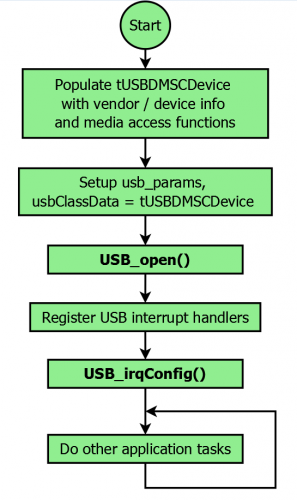 Start
Populate tUSBDMSCDevice
with vendor / device info
and media access functions
Setup usb_params,
usbClassData = tUSBDMSCDevice
USB_open()
Register USB interrupt handlers
USB_irqConfig()
Do other application tasks